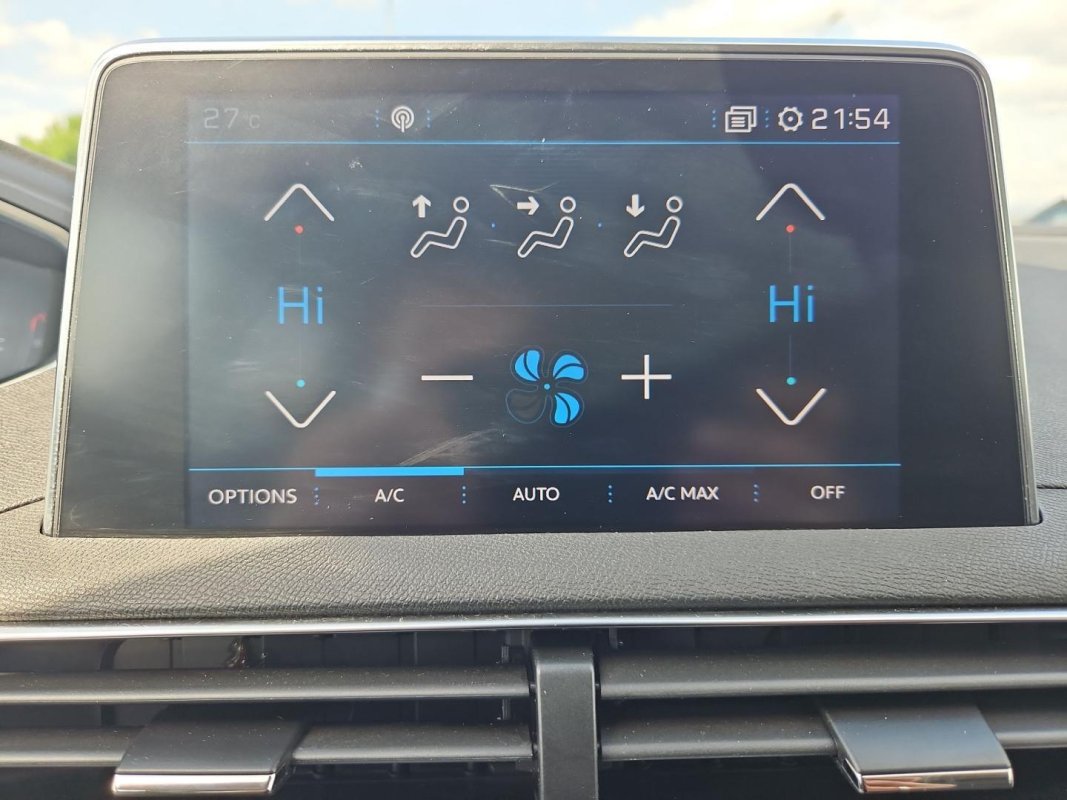 27°C 21:54
Hi Hi
OPTIONS A/C AUTO A/C MAX OFF